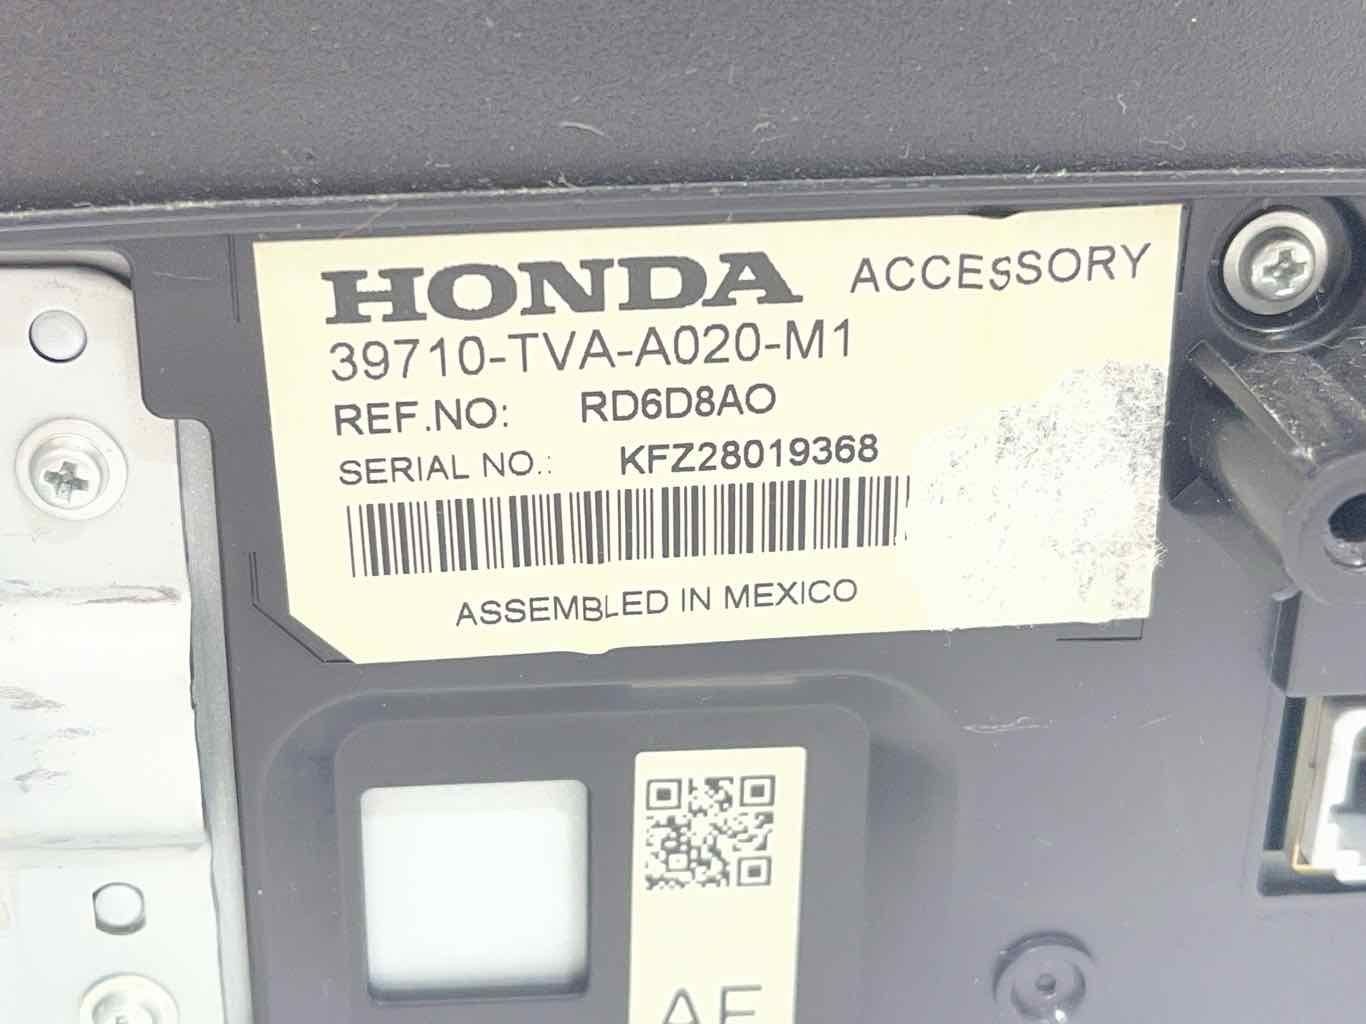 HONDA ACCESSORY
39710-TVA-A020-M1
REF.NO: RD6D8AO
SERIAL NO.: KFZ28019368
ASSEMBLED IN MEXICO